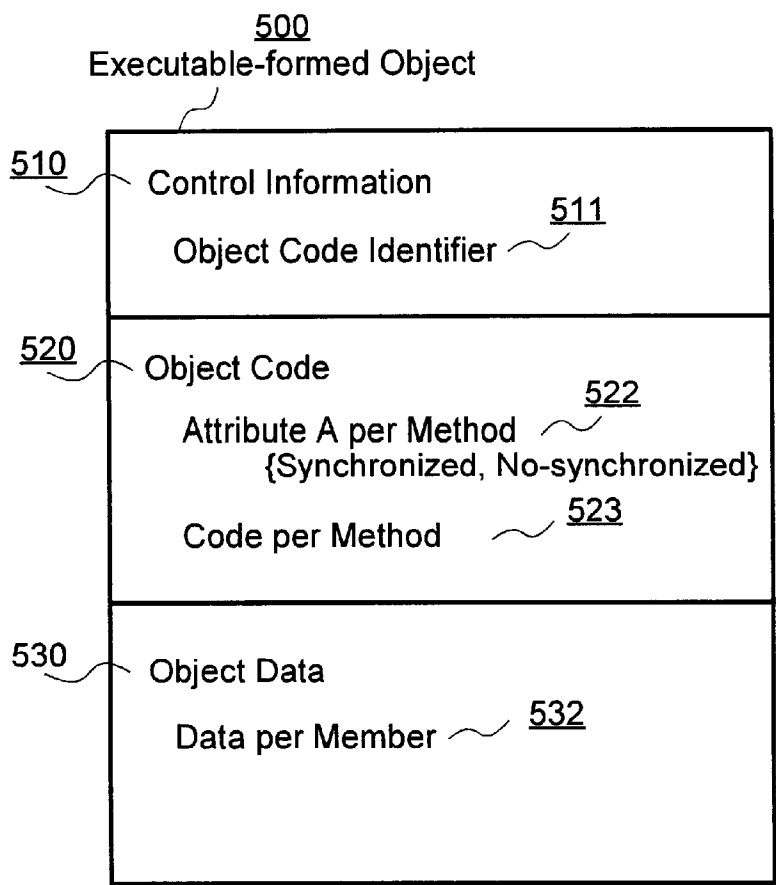 500
Executable-formed Object
510 Control Information
511
Object Code Identifier
520 Object Code
522
Attribute A per Method
{Synchronized, No-synchronized}
523
Code per Method
530 Object Data
532
Data per Member